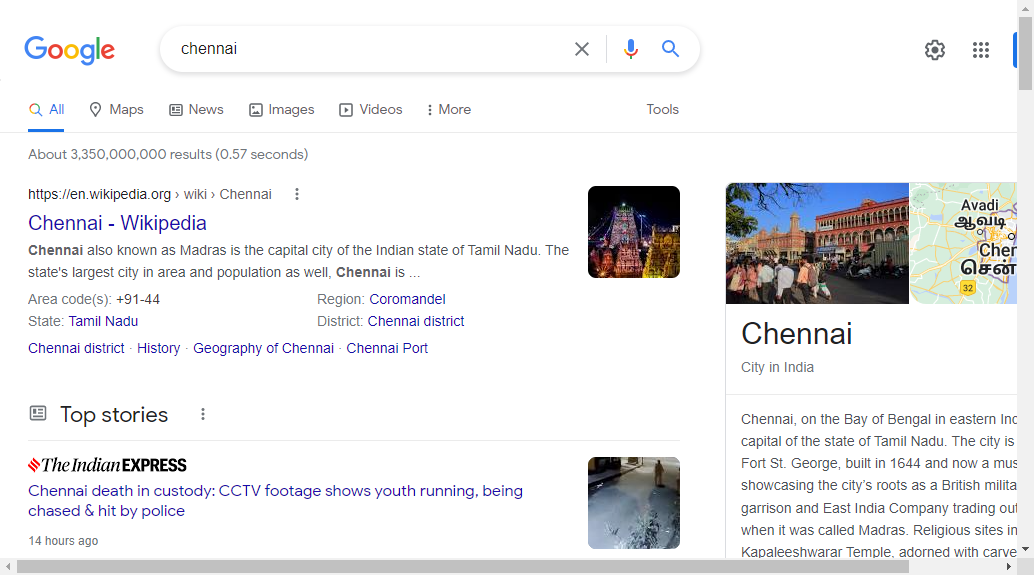 Google
chennai
All
Maps
News
Images
Videos
More
Tools
About 3,350,000,000 results (0.57 seconds)
https://en.wikipedia.org › wiki › Chennai
Chennai - Wikipedia
Chennai also known as Madras is the capital city of the Indian state of Tamil Nadu. The
state's largest city in area and population as well, Chennai is ...
Area code(s): +91-44
Region: Coromandel
State: Tamil Nadu
District: Chennai district
Chennai district · History · Geography of Chennai · Chennai Port
Top stories
The Indian EXPRESS
Chennai death in custody: CCTV footage shows youth running, being
chased & hit by police
14 hours ago
Avadi
ஆவடி
32
Chennai
City in India
Chennai, on the Bay of Bengal in eastern
capital of the state of Tamil Nadu. The city is
Fort St. George, built in 1644 and now a
showcasing the city's roots as a British
garrison and East India Company trading
when it was called Madras. Religious sites in
Kapaleeshwarar Temple, adorned with